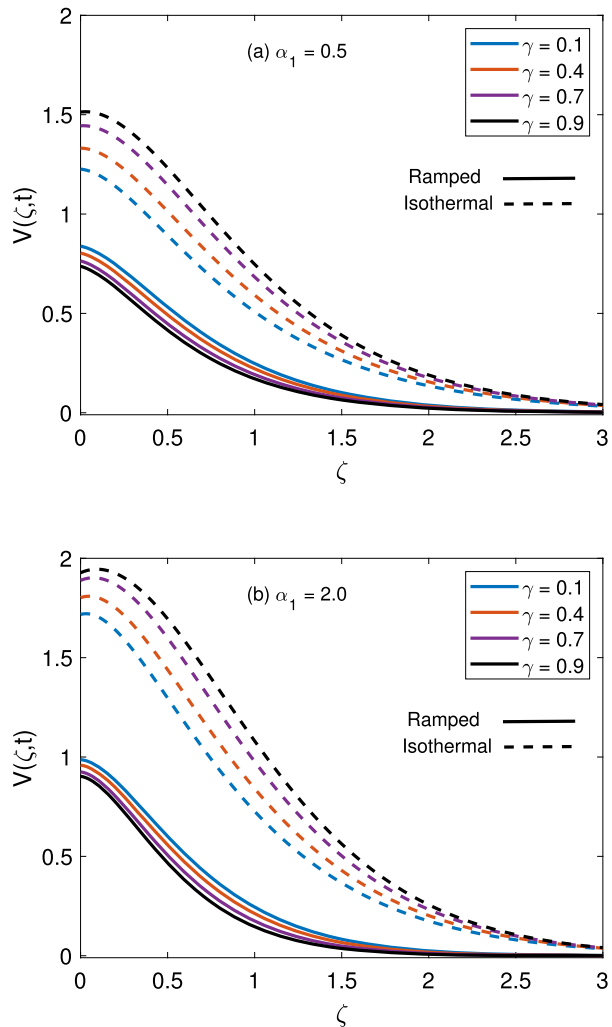 (a) α₁ = 0.5
γ = 0.1
γ = 0.4
γ = 0.7
γ = 0.9
Ramped
Isothermal
V(ζ,t)
2
1.5
1
0.5
0
0 0.5 1 1.5 2 2.5 3
ζ
(b) α₁ = 2.0
γ = 0.1
γ = 0.4
γ = 0.7
γ = 0.9
Ramped
Isothermal
V(ζ,t)
2
1.5
1
0.5
0
0 0.5 1 1.5 2 2.5 3
ζ